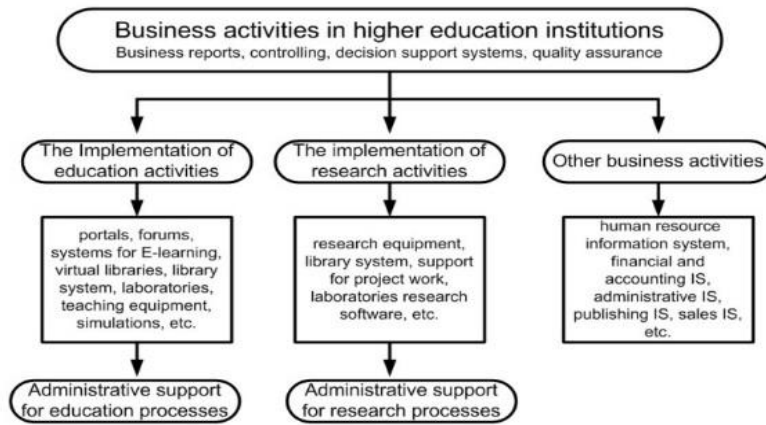 Business activities in higher education institutions
Business reports, controlling, decision support systems, quality assurance
The Implementation of
education activities
The implementation of
research activities
Other business activities
portals, forums,
systems for E-learning,
virtual libraries, library
system, laboratories,
teaching equipment,
simulations, etc.
research equipment,
library system, support
for project work,
laboratories research
software, etc.
human resource
information system,
financial and
accounting IS,
administrative IS,
publishing IS, sales IS,
etc.
Administrative support
for education processes
Administrative support
for research processes